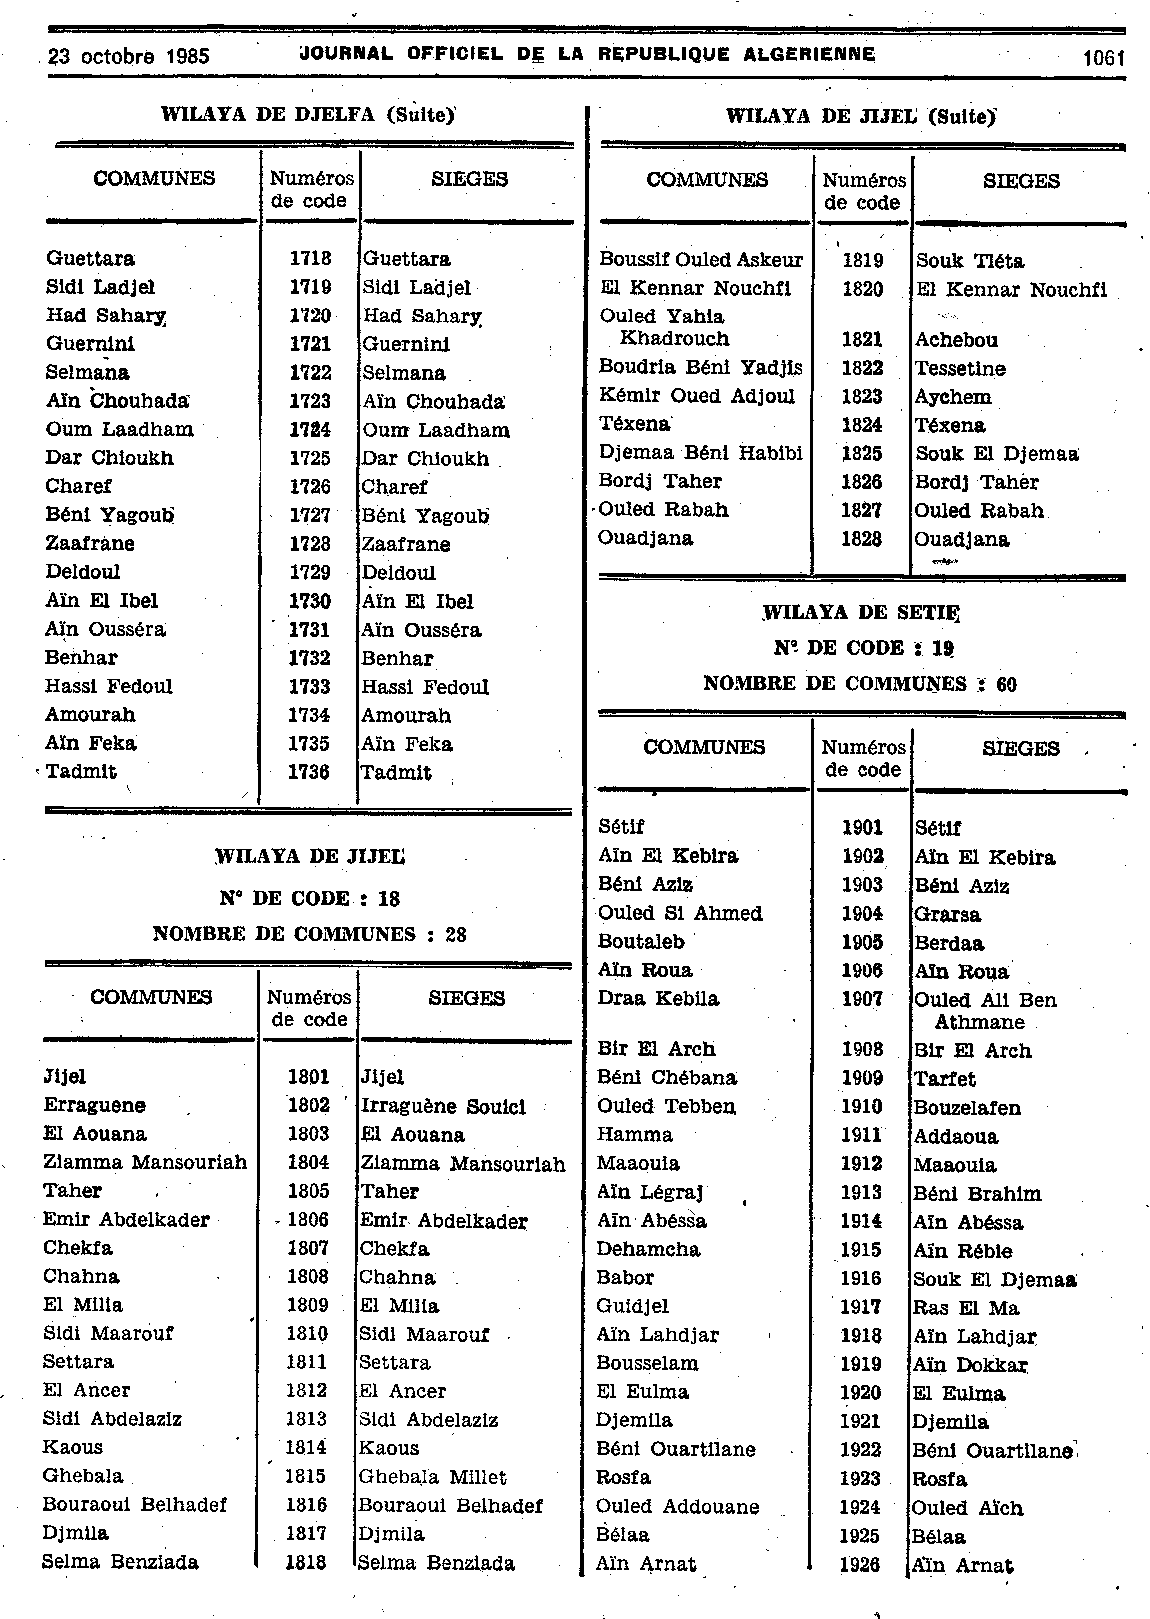 23 octobre 1985 JOURNAL OFFICIEL DE LA REPUBLIQUE ALGERIENNE 1061
WILAYA DE DJELFA (Suite)
COMMUNES Numéros de code SIEGES
Guettara 1718 Guettara
Sidi Ladjel 1719 Sidi Ladjel
Had Sahary 1720 Had Sahary
Guernini 1721 Guernini
Selmana 1722 Selmana
Aïn Chouhada 1723 Aïn Chouhada
Oum Laadham 1724 Oum Laadham
Dar Chioukh 1725 Dar Chioukh
Charef 1726 Charef
Béni Yagoub 1727 Béni Yagoub
Zaafrane 1728 Zaafrane
Deldoul 1729 Deldoul
Aïn El Ibel 1730 Aïn El Ibel
Aïn Ousséra 1731 Aïn Ousséra
Benhar 1732 Benhar
Hassi Fedoul 1733 Hassi Fedoul
Amourah 1734 Amourah
Aïn Feka 1735 Aïn Feka
Tadmit 1736 Tadmit
WILAYA DE JIJEL
N° DE CODE : 18
NOMBRE DE COMMUNES : 28
COMMUNES Numéros de code SIEGES
Jijel 1801 Jijel
Erraguene 1802 Irraguène Souici
El Aouana 1803 El Aouana
Ziamma Mansouriah 1804 Ziamma Mansouriah
Taher 1805 Taher
Emir Abdelkader 1806 Emir Abdelkader
Chekfa 1807 Chekfa
Chahna 1808 Chahna
El Milia 1809 El Milia
Sidi Maarouf 1810 Sidi Maarouf
Settara 1811 Settara
El Ancer 1812 El Ancer
Sidi Abdelaziz 1813 Sidi Abdelaziz
Kaous 1814 Kaous
Ghebala 1815 Ghebala Millet
Bouraoui Belhadef 1816 Bouraoui Belhadef
Djmila 1817 Djmila
Selma Benziada 1818 Selma Benziada
WILAYA DE JIJEL (Suite)
COMMUNES Numéros de code SIEGES
Boussif Ouled Askeur 1819 Souk Tléta
El Kennar Nouchfi 1820 El Kennar Nouchfi
Ouled Yahia
Khadrouch 1821 Achebou
Boudria Béni Yadjis 1822 Tessetine
Kémir Oued Adjoul 1823 Aychem
Téxena 1824 Téxena
Djemaa Béni Habibi 1825 Souk El Djemaa
Bordj Taher 1826 Bordj Taher
Ouled Rabah 1827 Ouled Rabah
Ouadjana 1828 Ouadjana
WILAYA DE SETIF
N° DE CODE : 19
NOMBRE DE COMMUNES : 60
COMMUNES Numéros de code SIEGES
Sétif 1901 Sétif
Aïn El Kebira 1902 Aïn El Kebira
Béni Aziz 1903 Béni Aziz
Ouled Si Ahmed 1904 Grarsa
Boutaleb 1905 Berdaa
Aïn Roua 1906 Aïn Roua
Draa Kebila 1907 Ouled Ali Ben
Athmane
Bir El Arch 1908 Bir El Arch
Béni Chébana 1909 Tarfet
Ouled Tebben 1910 Bouzelafen
Hamma 1911 Addaoua
Maaouia 1912 Maaouia
Aïn Légraj 1913 Béni Brahim
Aïn Abéssa 1914 Aïn Abéssa
Dehamcha 1915 Aïn Réble
Babor 1916 Souk El Djemaa
Guidjel 1917 Ras El Ma
Aïn Lahdjar 1918 Aïn Lahdjar
Bousselam 1919 Aïn Dokkar
El Eulma 1920 El Eulma
Djemila 1921 Djemila
Béni Ouartilane 1922 Béni Ouartilane
Rosfa 1923 Rosfa
Ouled Addouane 1924 Ouled Aïch
Bélaa 1925 Bélaa
Aïn Arnat 1926 Aïn Arnat